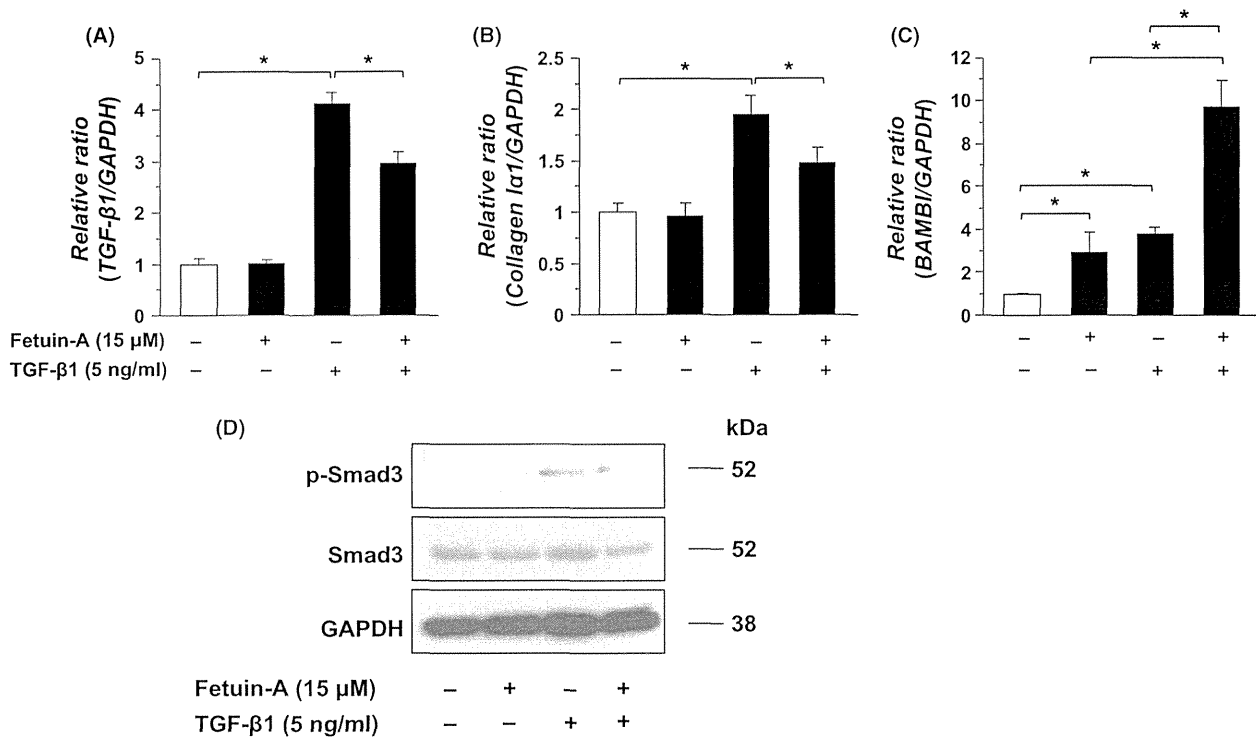 (A)
*
*
Relative ratio
(TGF-β1/GAPDH)
5
4
3
2
1
0
(B)
*
*
Relative ratio
(Collagen Iα1/GAPDH)
2.5
2
1.5
1
0.5
0
(C)
*
*
*
*
Relative ratio
(BAMBI/GAPDH)
12
10
8
6
4
2
0
Fetuin-A (15 µM) – + – + – + – + – + – +
TGF-β1 (5 ng/ml) – – + + – – + + – – + +
(D)
kDa
p-Smad3 52
Smad3 52
GAPDH 38
Fetuin-A (15 µM) – + – +
TGF-β1 (5 ng/ml) – – + +